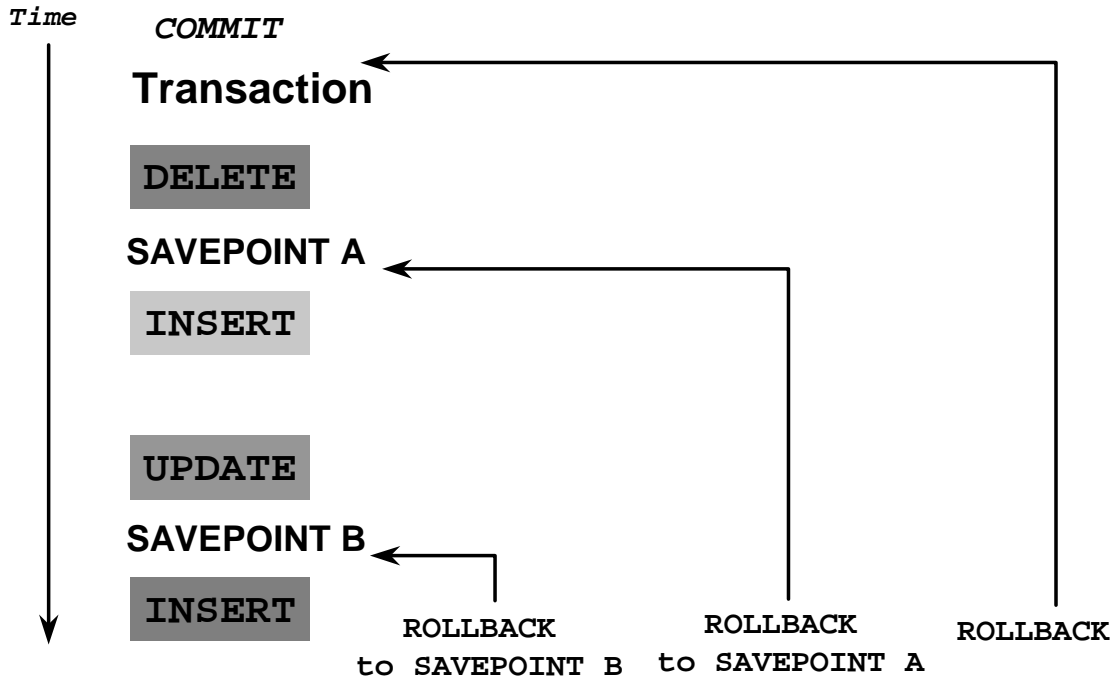 Time
COMMIT
Transaction
DELETE
SAVEPOINT A
INSERT
UPDATE
SAVEPOINT B
INSERT
ROLLBACK
to SAVEPOINT B
ROLLBACK
to SAVEPOINT A
ROLLBACK